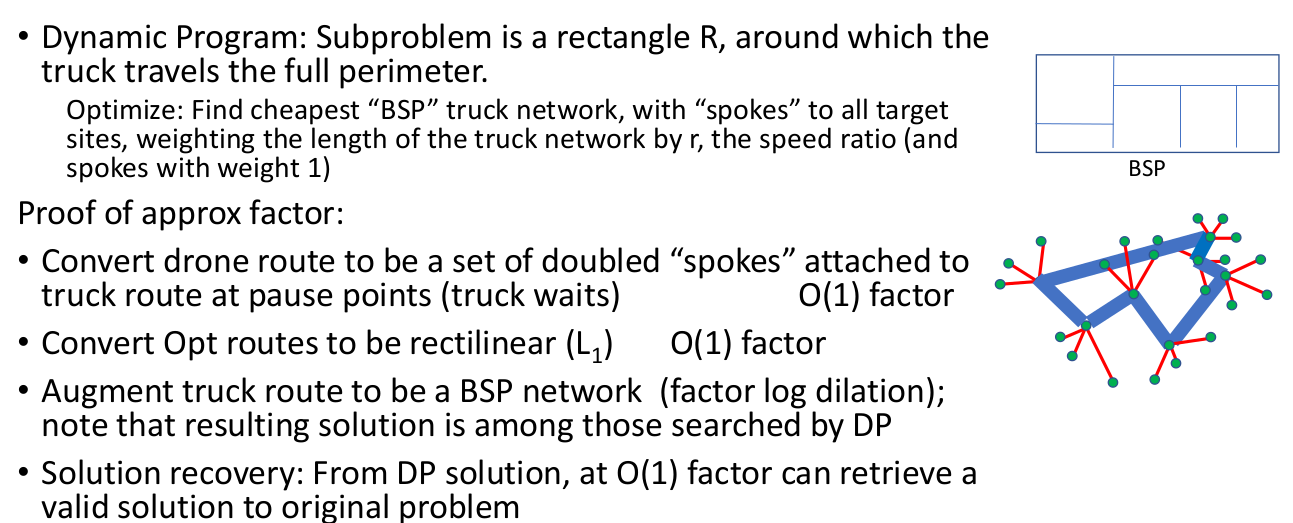 • Dynamic Program: Subproblem is a rectangle R, around which the
truck travels the full perimeter.
Optimize: Find cheapest “BSP” truck network, with “spokes” to all target
sites, weighting the length of the truck network by r, the speed ratio (and
spokes with weight 1)
BSP
Proof of approx factor:
• Convert drone route to be a set of doubled “spokes” attached to
truck route at pause points (truck waits) O(1) factor
• Convert Opt routes to be rectilinear (L₁) O(1) factor
• Augment truck route to be a BSP network (factor log dilation);
note that resulting solution is among those searched by DP
• Solution recovery: From DP solution, at O(1) factor can retrieve a
valid solution to original problem